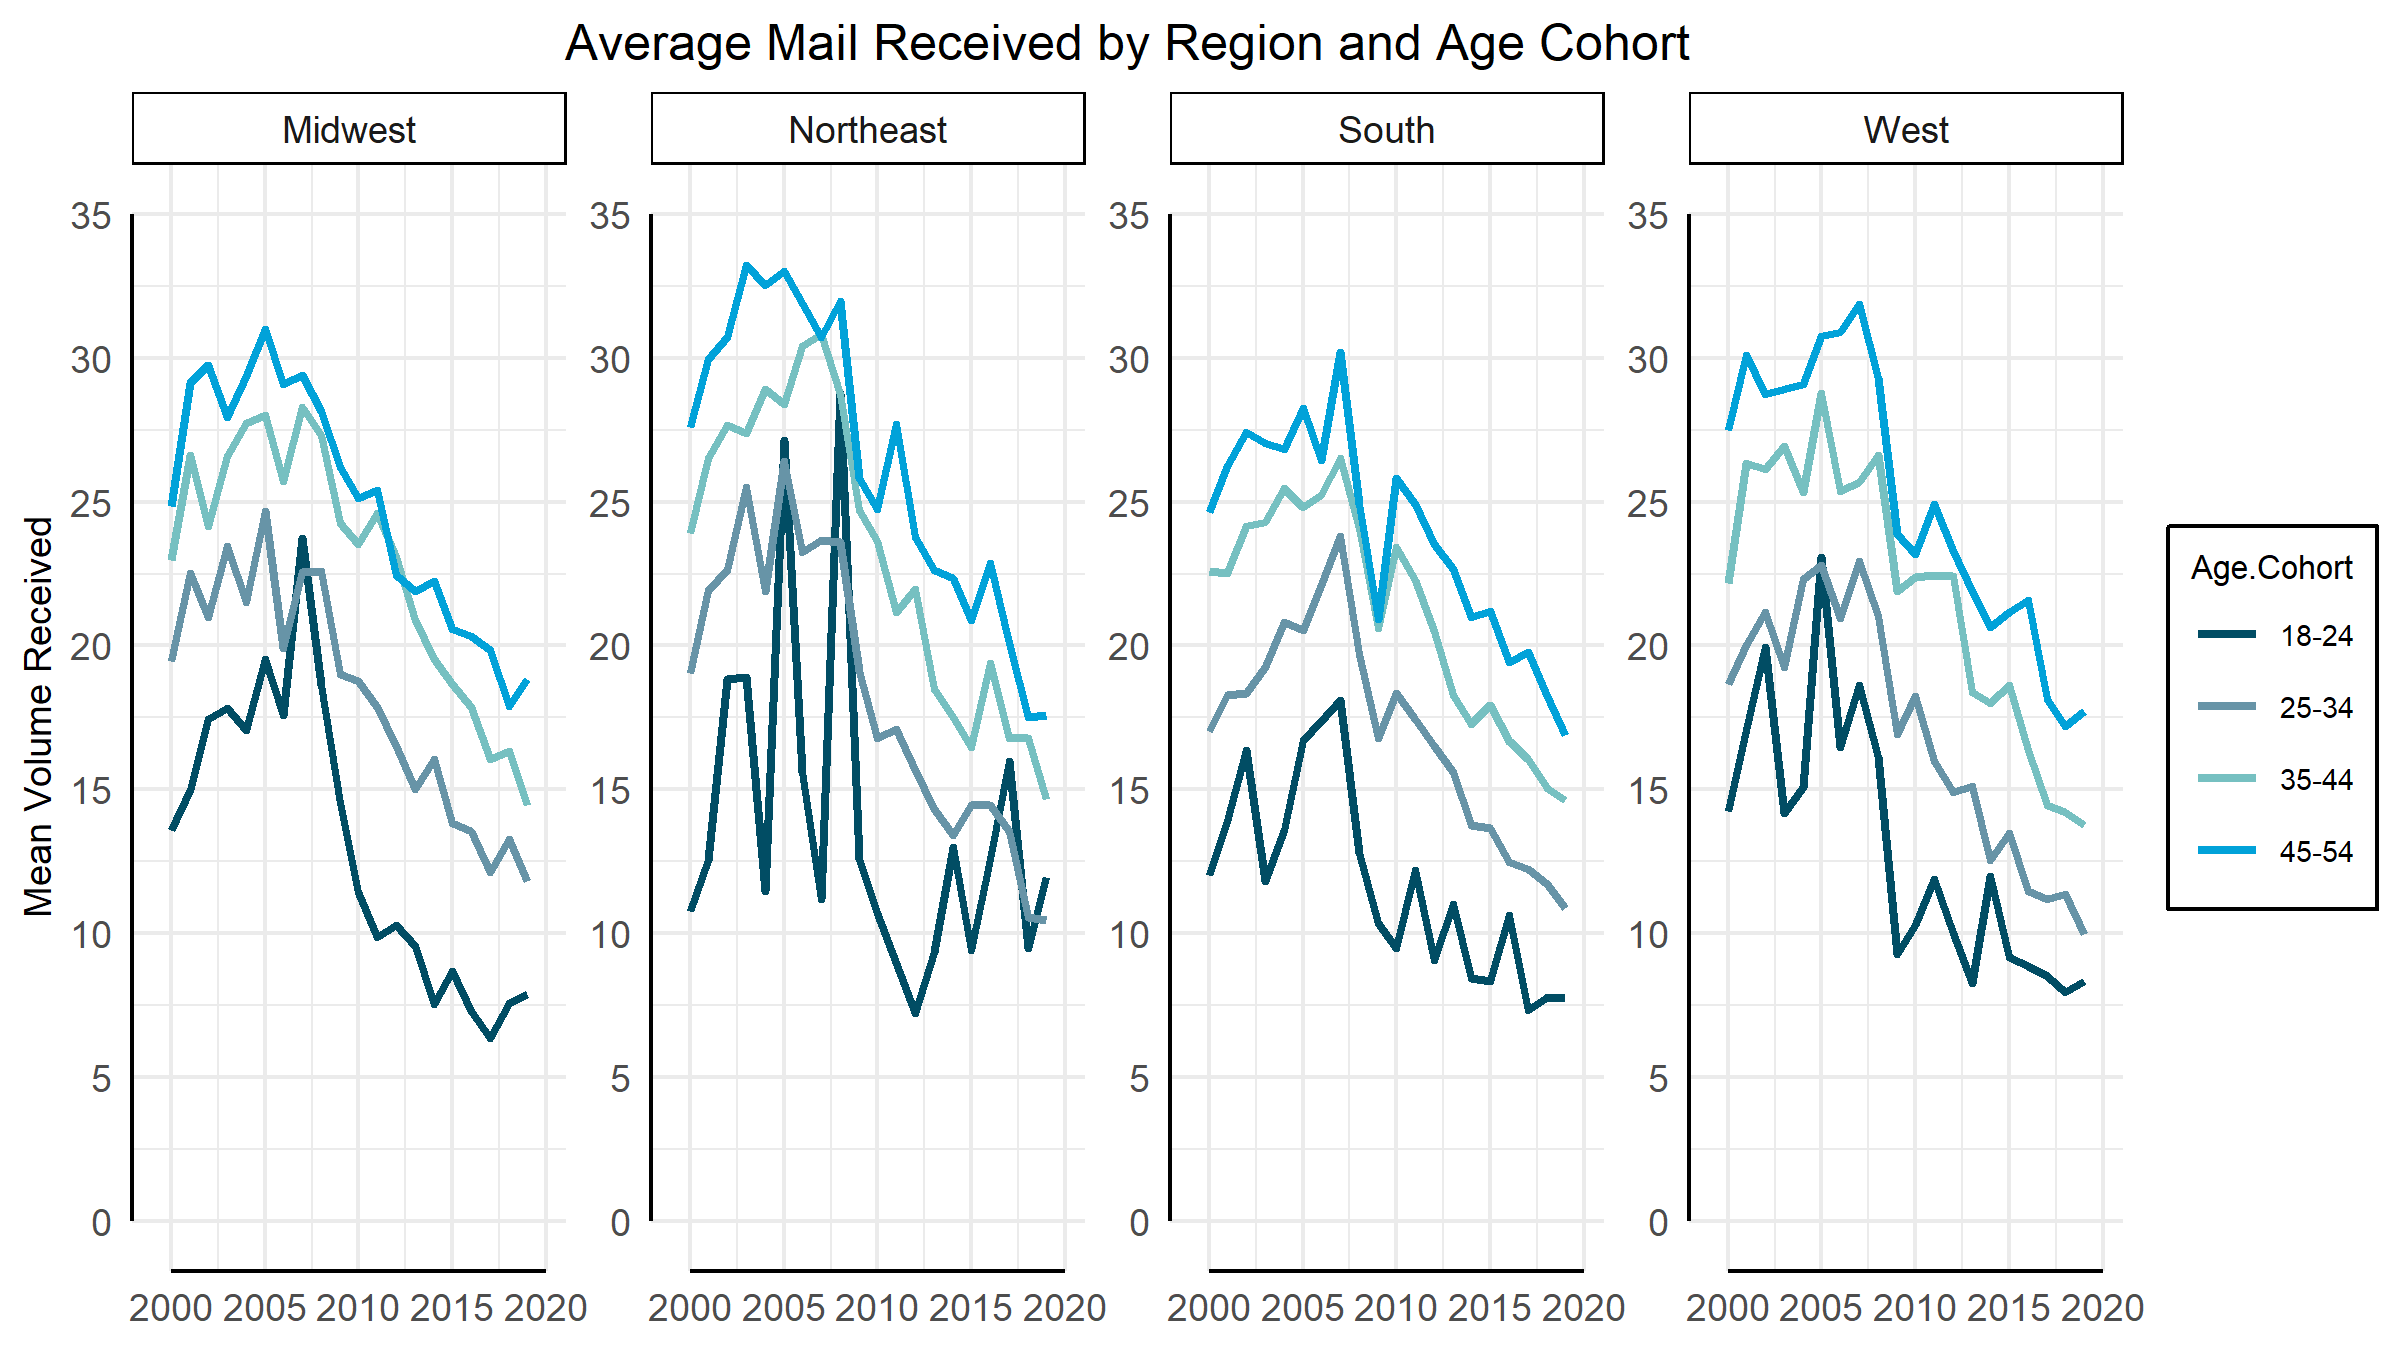 Average Mail Received by Region and Age Cohort
Midwest Northeast South West
Mean Volume Received
35 35 35 35
30 30 30 30
25 25 25 25
20 20 20 20
15 15 15 15
10 10 10 10
5 5 5 5
0 0 0 0
2000 2005 2010 2015 2020 2000 2005 2010 2015 2020 2000 2005 2010 2015 2020 2000 2005 2010 2015 2020
Age.Cohort
18-24
25-34
35-44
45-54